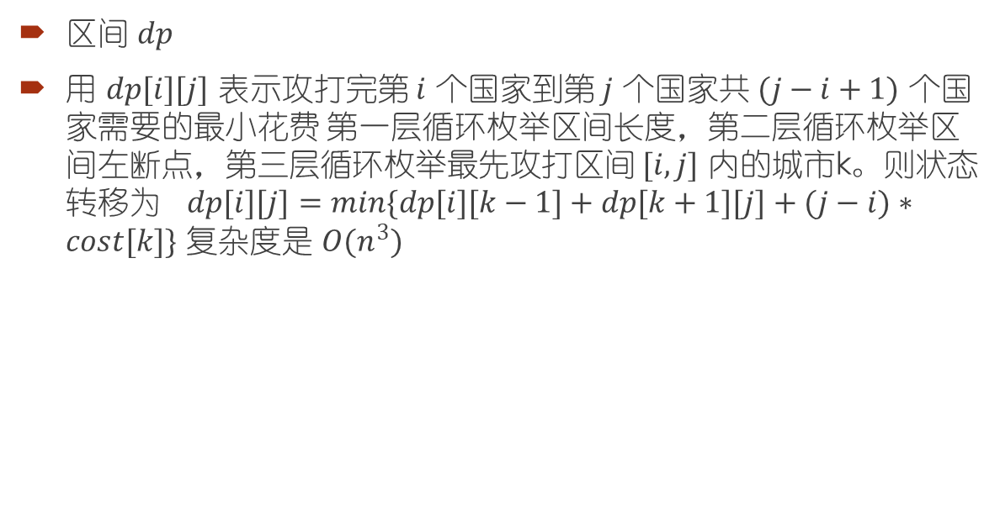 区间 dp
用 dp[i][j] 表示攻打完第 i 个国家到第 j 个国家共 (j − i + 1) 个国
家需要的最小花费 第一层循环枚举区间长度，第二层循环枚举区
间左断点，第三层循环枚举最先攻打区间 [i, j] 内的城市k。则状态
转移为 dp[i][j] = min{dp[i][k − 1] + dp[k + 1][j] + (j − i) ∗
cost[k]} 复杂度是 O(n³)